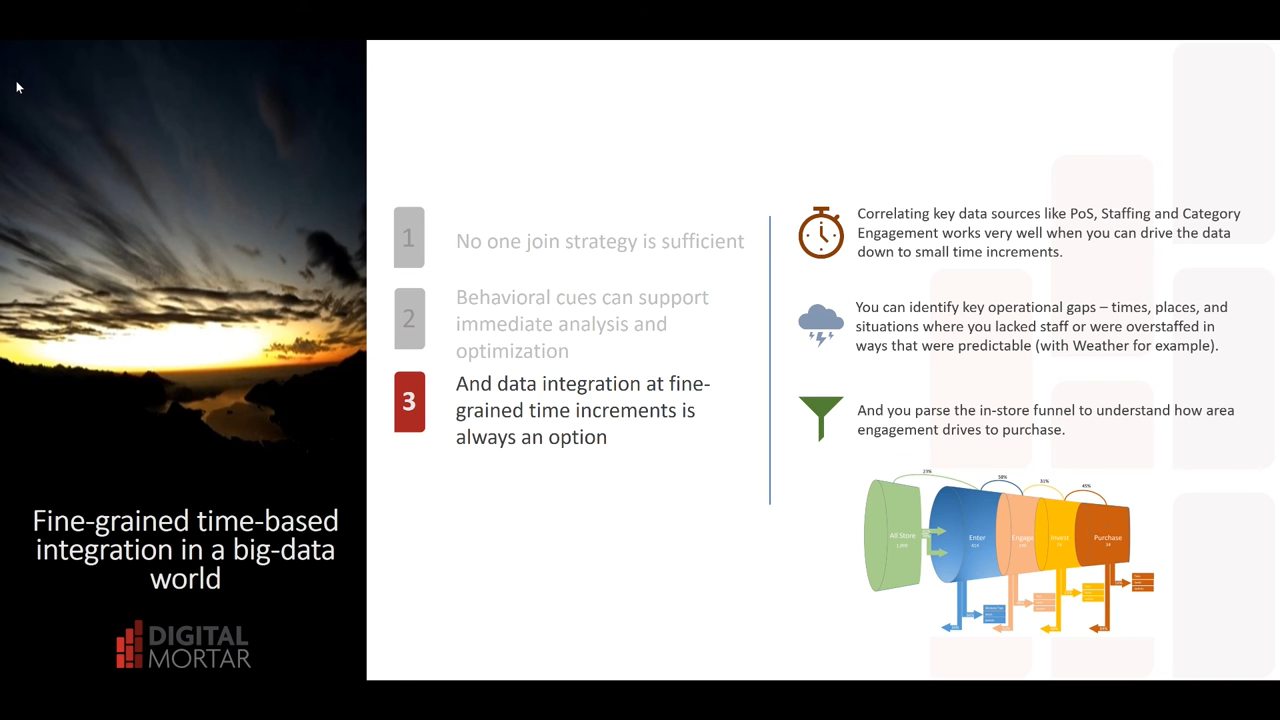 Fine-grained time-based
integration in a big-data
world
DIGITAL
MORTAR
1
No one join strategy is sufficient
2
Behavioral cues can support
immediate analysis and
optimization
3
And data integration at fine-
grained time increments is
always an option
Correlating key data sources like PoS, Staffing and Category
Engagement works very well when you can drive the data
down to small time increments.
You can identify key operational gaps – times, places, and
situations where you lacked staff or were overstaffed in
ways that were predictable (with Weather for example).
And you parse the in-store funnel to understand how area
engagement drives to purchase.
23%
58%
31%
45%
All Store
Enter
Engage
Invest
Purchase